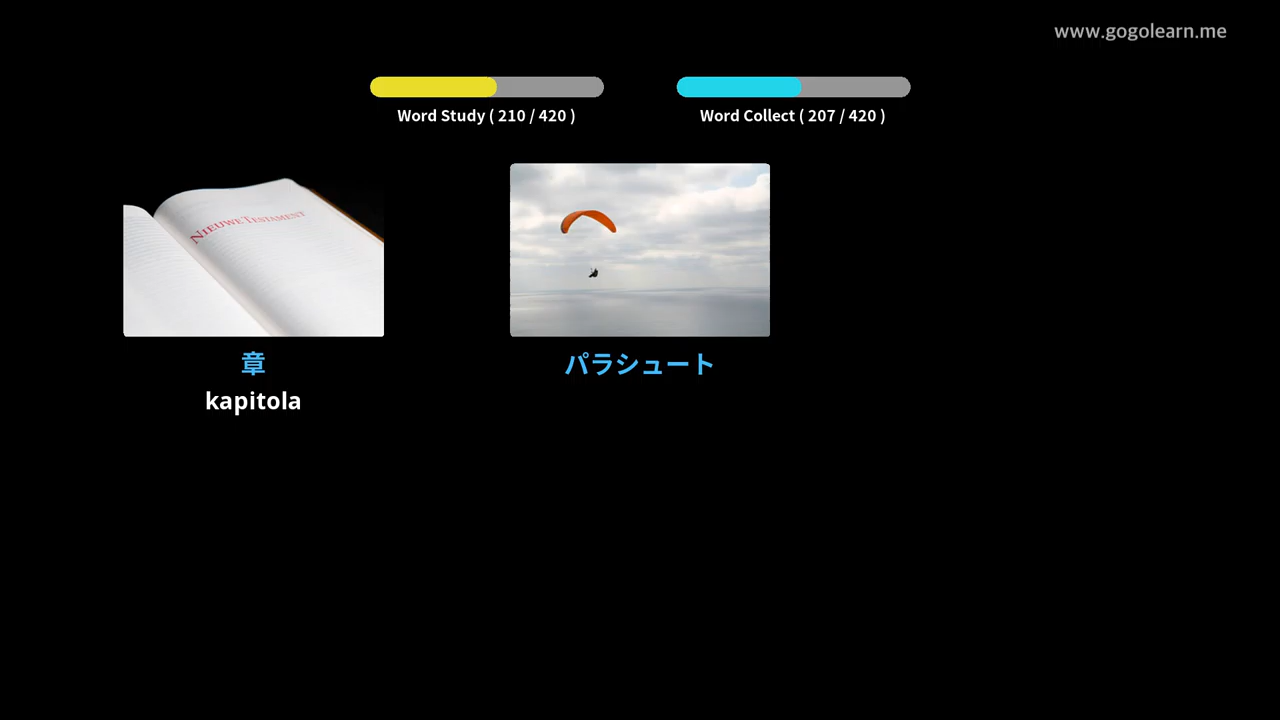 www.gogolearn.me
Word Study ( 210 / 420 )
Word Collect ( 207 / 420 )
NIEUWE TESTAMENT
章
kapitola
パラシュート